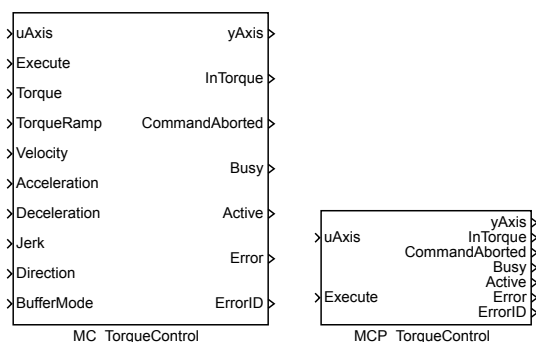 uAxis
Execute
Torque
TorqueRamp
Velocity
Acceleration
Deceleration
Jerk
Direction
BufferMode
yAxis
InTorque
CommandAborted
Busy
Active
Error
ErrorID
MC_TorqueControl
uAxis
Execute
yAxis
InTorque
CommandAborted
Busy
Active
Error
ErrorID
MCP_TorqueControl